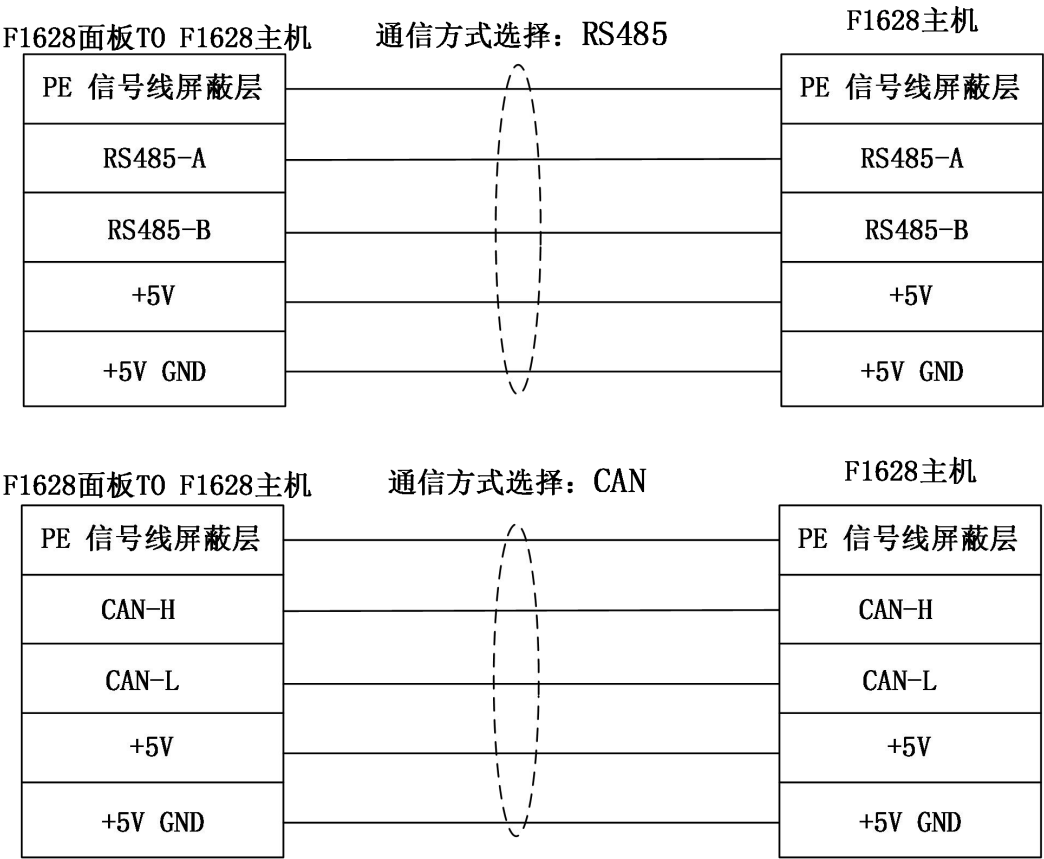 F1628面板TO F1628主机 通信方式选择：RS485 F1628主机
PE 信号线屏蔽层 PE 信号线屏蔽层
RS485-A RS485-A
RS485-B RS485-B
+5V +5V
+5V GND +5V GND
F1628面板TO F1628主机 通信方式选择：CAN F1628主机
PE 信号线屏蔽层 PE 信号线屏蔽层
CAN-H CAN-H
CAN-L CAN-L
+5V +5V
+5V GND +5V GND